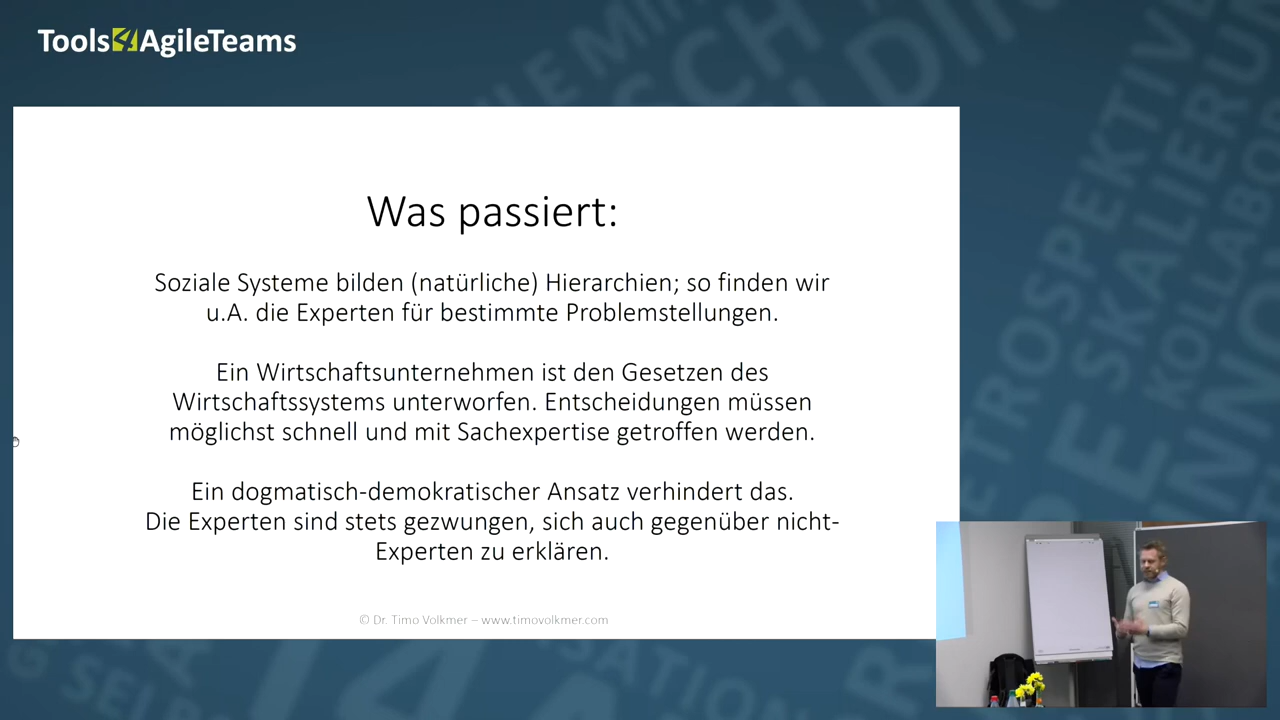 Tools4AgileTeams
Was passiert:
Soziale Systeme bilden (natürliche) Hierarchien; so finden wir
u.A. die Experten für bestimmte Problemstellungen.
Ein Wirtschaftsunternehmen ist den Gesetzen des
Wirtschaftssystems unterworfen. Entscheidungen müssen
möglichst schnell und mit Sachexpertise getroffen werden.
Ein dogmatisch-demokratischer Ansatz verhindert das.
Die Experten sind stets gezwungen, sich auch gegenüber nicht-
Experten zu erklären.
© Dr. Timo Volkmer – www.timovolkmer.com